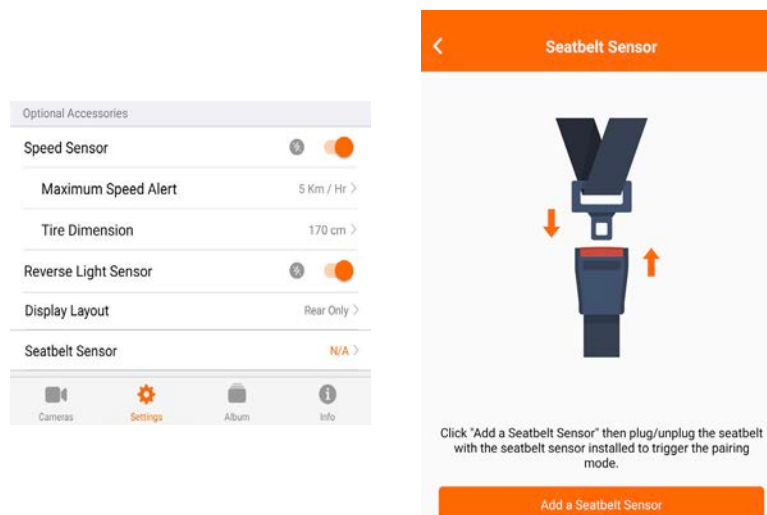 Optional Accessories
Speed Sensor
Maximum Speed Alert 5 Km / Hr
Tire Dimension 170 cm
Reverse Light Sensor
Display Layout Rear Only
Seatbelt Sensor N/A
Cameras Settings Album Info
Seatbelt Sensor
Click "Add a Seatbelt Sensor" then plug/unplug the seatbelt
with the seatbelt sensor installed to trigger the pairing
mode.
Add a Seatbelt Sensor